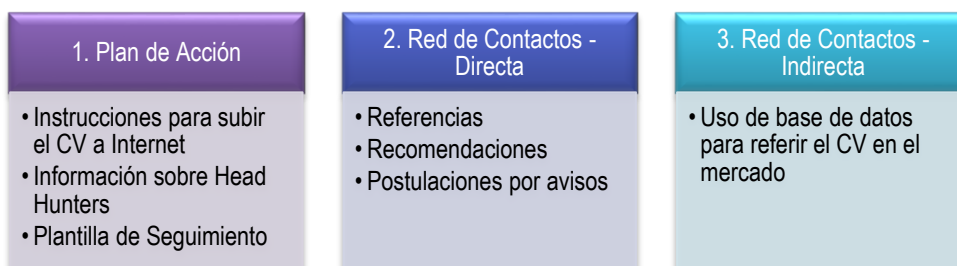 1. Plan de Acción
• Instrucciones para subir
el CV a Internet
• Información sobre Head
Hunters
• Plantilla de Seguimiento
2. Red de Contactos -
Directa
• Referencias
• Recomendaciones
• Postulaciones por avisos
3. Red de Contactos -
Indirecta
• Uso de base de datos
para referir el CV en el
mercado